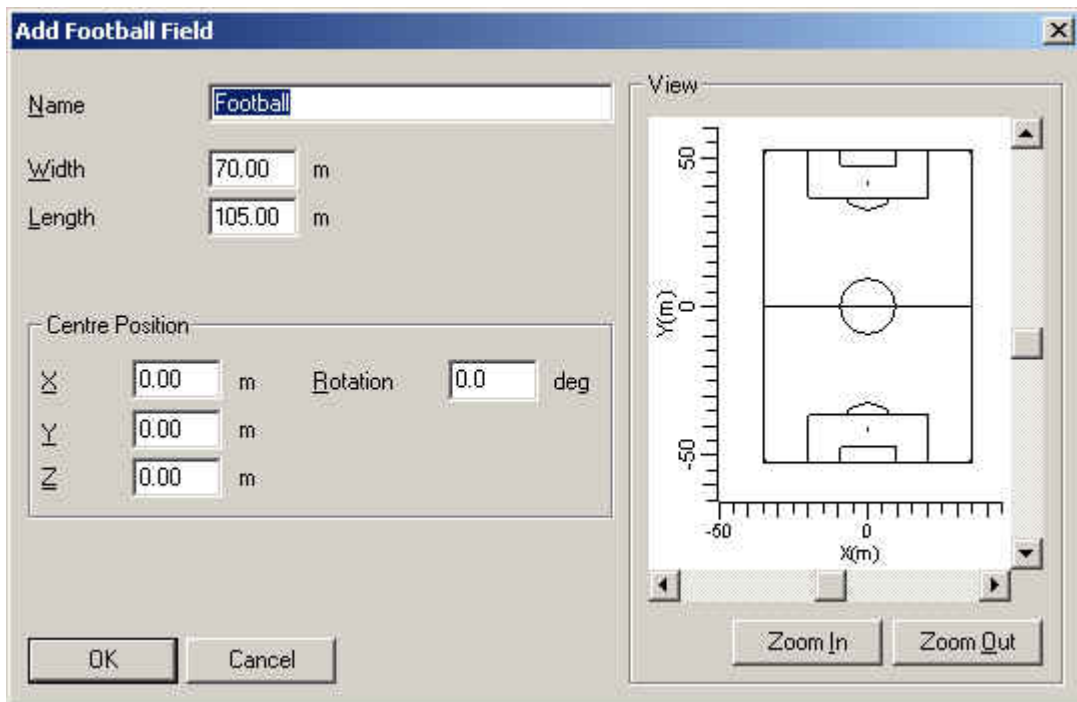 Add Football Field
Name Football
Width 70.00 m
Length 105.00 m
Centre Position
X 0.00 m Rotation 0.0 deg
Y 0.00 m
Z 0.00 m
OK Cancel
View
50
Y(m) 0
-50
-50 0
X(m)
Zoom In Zoom Out